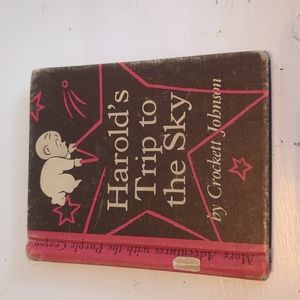 Harold's
Trip to
the Sky
by Crockett Johnson
More Adventures with the Purple Crayon